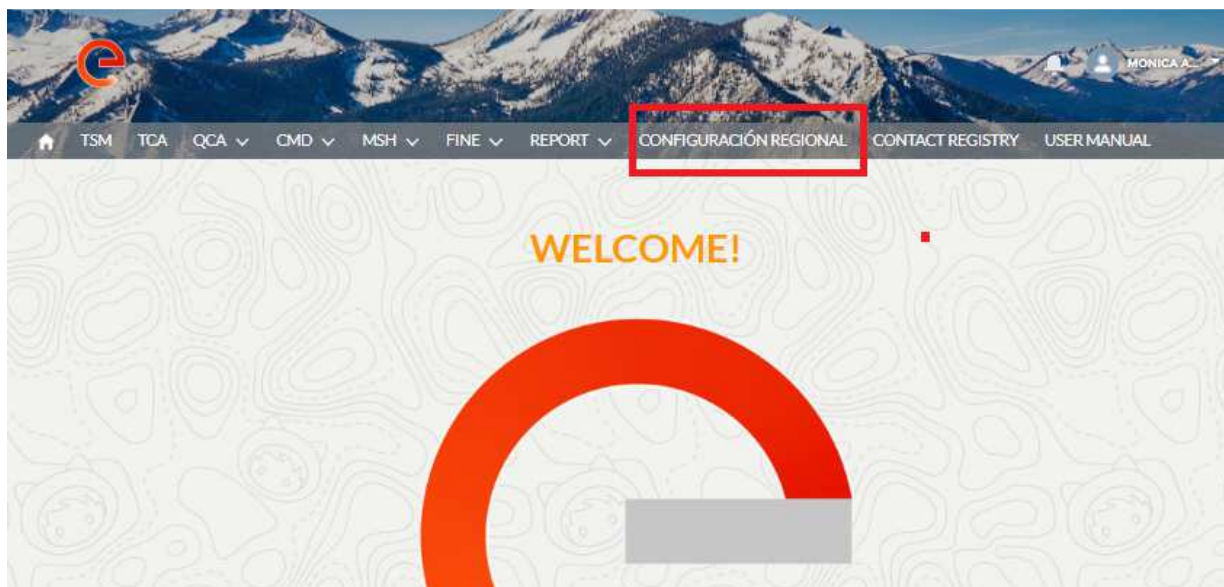 MONICA A...
TSM TCA QCA CMD MSH FINE REPORT CONFIGURACIÓN REGIONAL CONTACT REGISTRY USER MANUAL
WELCOME!